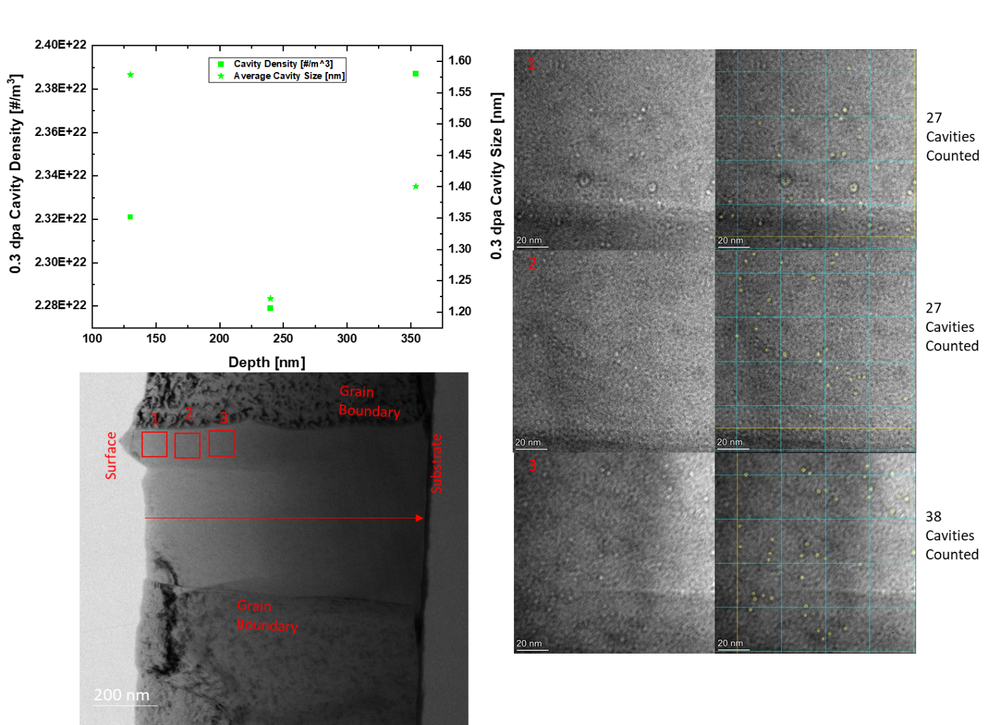 2.40E+22
2.38E+22
2.36E+22
2.34E+22
2.32E+22
2.30E+22
2.28E+22
0.3 dpa Cavity Density [#/m³]
Cavity Density [#/m^3]
Average Cavity Size [nm]
1.60
1.55
1.50
1.45
1.40
1.35
1.30
1.25
1.20
0.3 dpa Cavity Size [nm]
100 150 200 250 300 350
Depth [nm]
Grain
Boundary
1 2 3
Surface
Substrate
Grain
Boundary
200 nm
1
20 nm
20 nm
27
Cavities
Counted
2
20 nm
20 nm
27
Cavities
Counted
3
20 nm
20 nm
38
Cavities
Counted